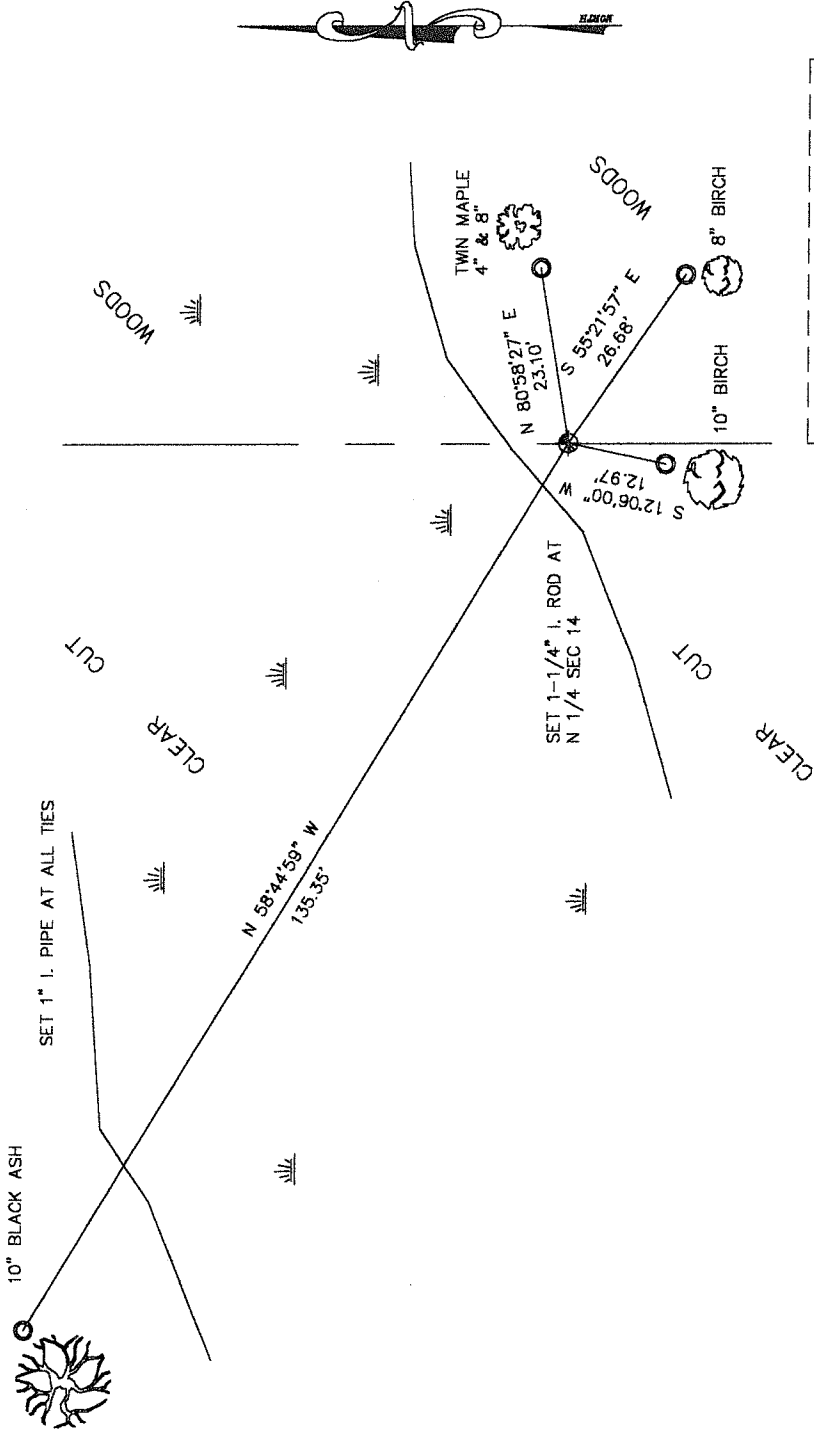 NORTH
WOODS
TWIN MAPLE
4" & 8"
WOODS
N 80°58'27" E
23.10'
S 55°21'57" E
26.68'
8" BIRCH
10" BIRCH
S 12°06'00" W
12.97'
SET 1-1/4" I. ROD AT
N 1/4 SEC 14
CLEAR CUT
CLEAR CUT
N 58°44'59" W
135.35'
SET 1" I. PIPE AT ALL TIES
10" BLACK ASH